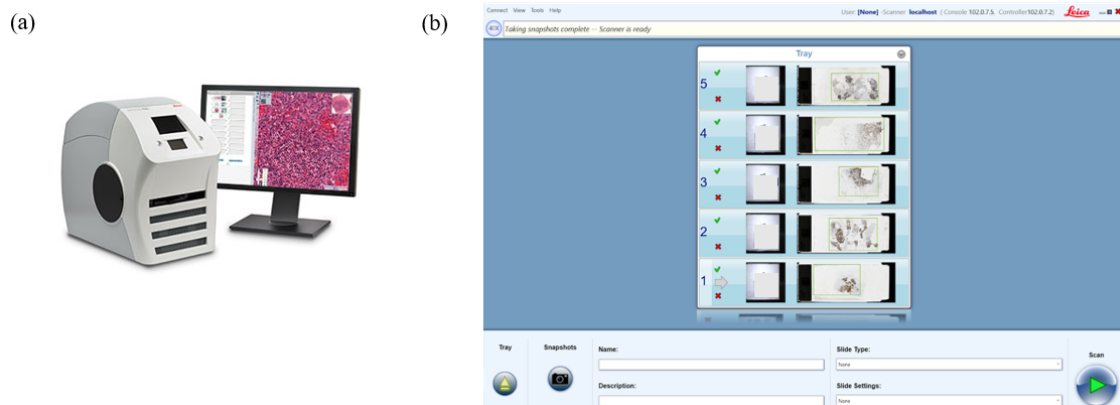 (a)
(b)
Connect View Tools Help
User: [None] -Scanner localhost ( Console 102.0.7.5, Controller102.0.7.2)
Leica
Taking snapshots complete -- Scanner is ready
Tray
5
4
3
2
1
Tray
Snapshots
Name:
Description:
Slide Type:
None
Slide Settings:
None
Scan